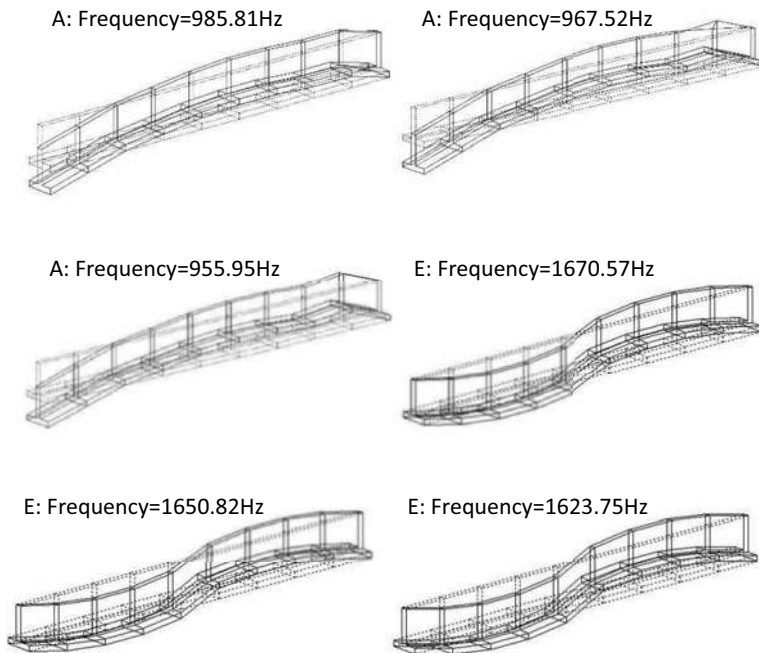 A: Frequency=985.81Hz
A: Frequency=967.52Hz
A: Frequency=955.95Hz
E: Frequency=1670.57Hz
E: Frequency=1650.82Hz
E: Frequency=1623.75Hz